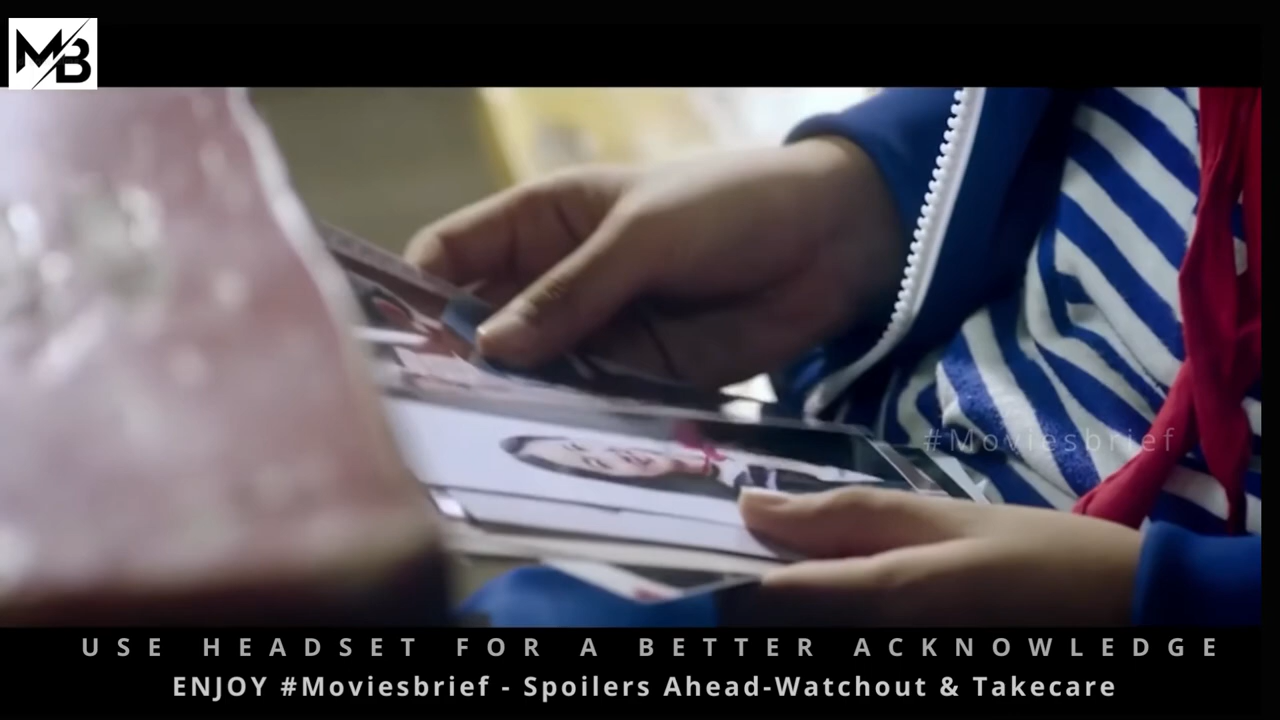 MB
#Moviesbrief
USE HEADSET FOR A BETTER ACKNOWLEDGE
ENJOY #Moviesbrief - Spoilers Ahead-Watchout & Takecare